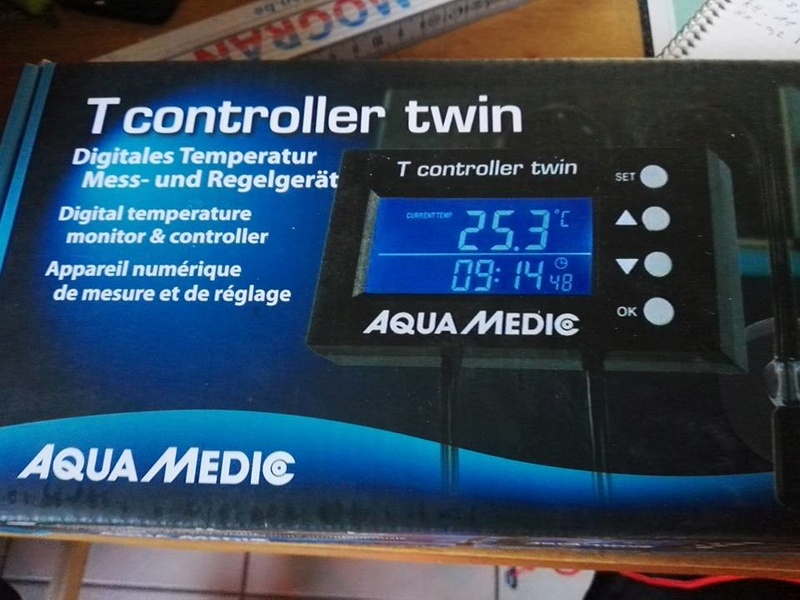 MOGRAN
T controller twin
Digitales Temperatur
Mess- und Regelgerät
Digital temperature
monitor & controller
Appareil numérique
de mesure et de réglage
T controller twin
CURRENT TEMP
25.3 °C
09:14 48
SET
▲
▼
OK
AQUA MEDIC
AQUA MEDIC